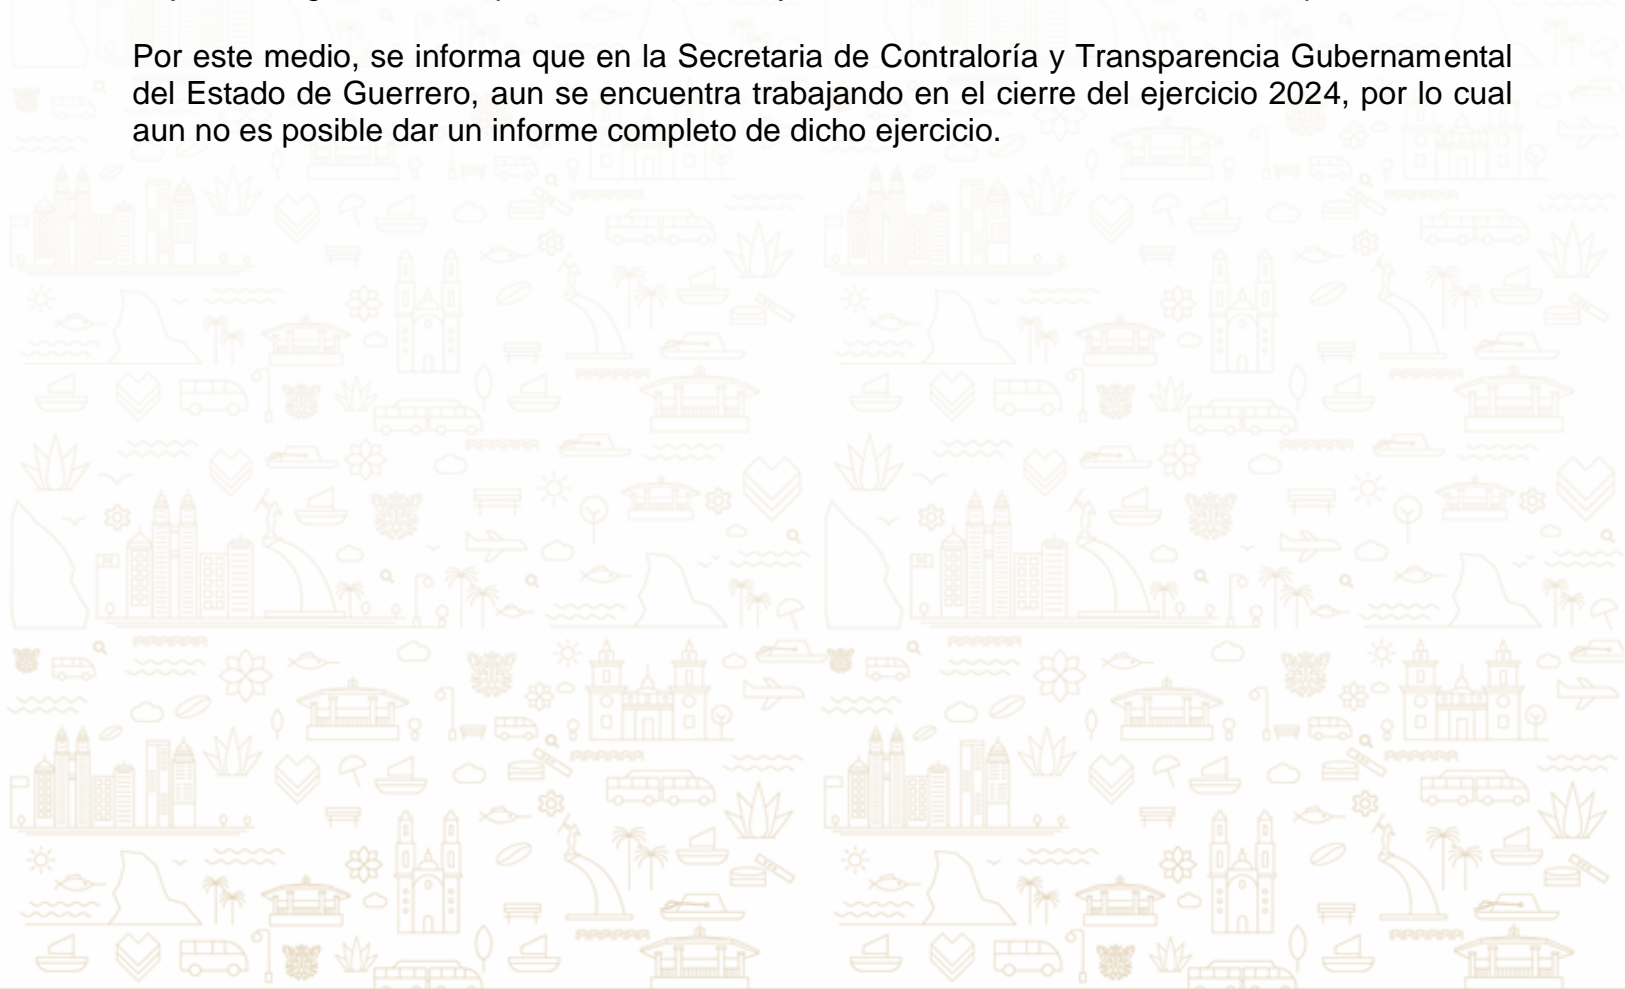 Por este medio, se informa que en la Secretaria de Contraloría y Transparencia Gubernamental
del Estado de Guerrero, aun se encuentra trabajando en el cierre del ejercicio 2024, por lo cual
aun no es posible dar un informe completo de dicho ejercicio.